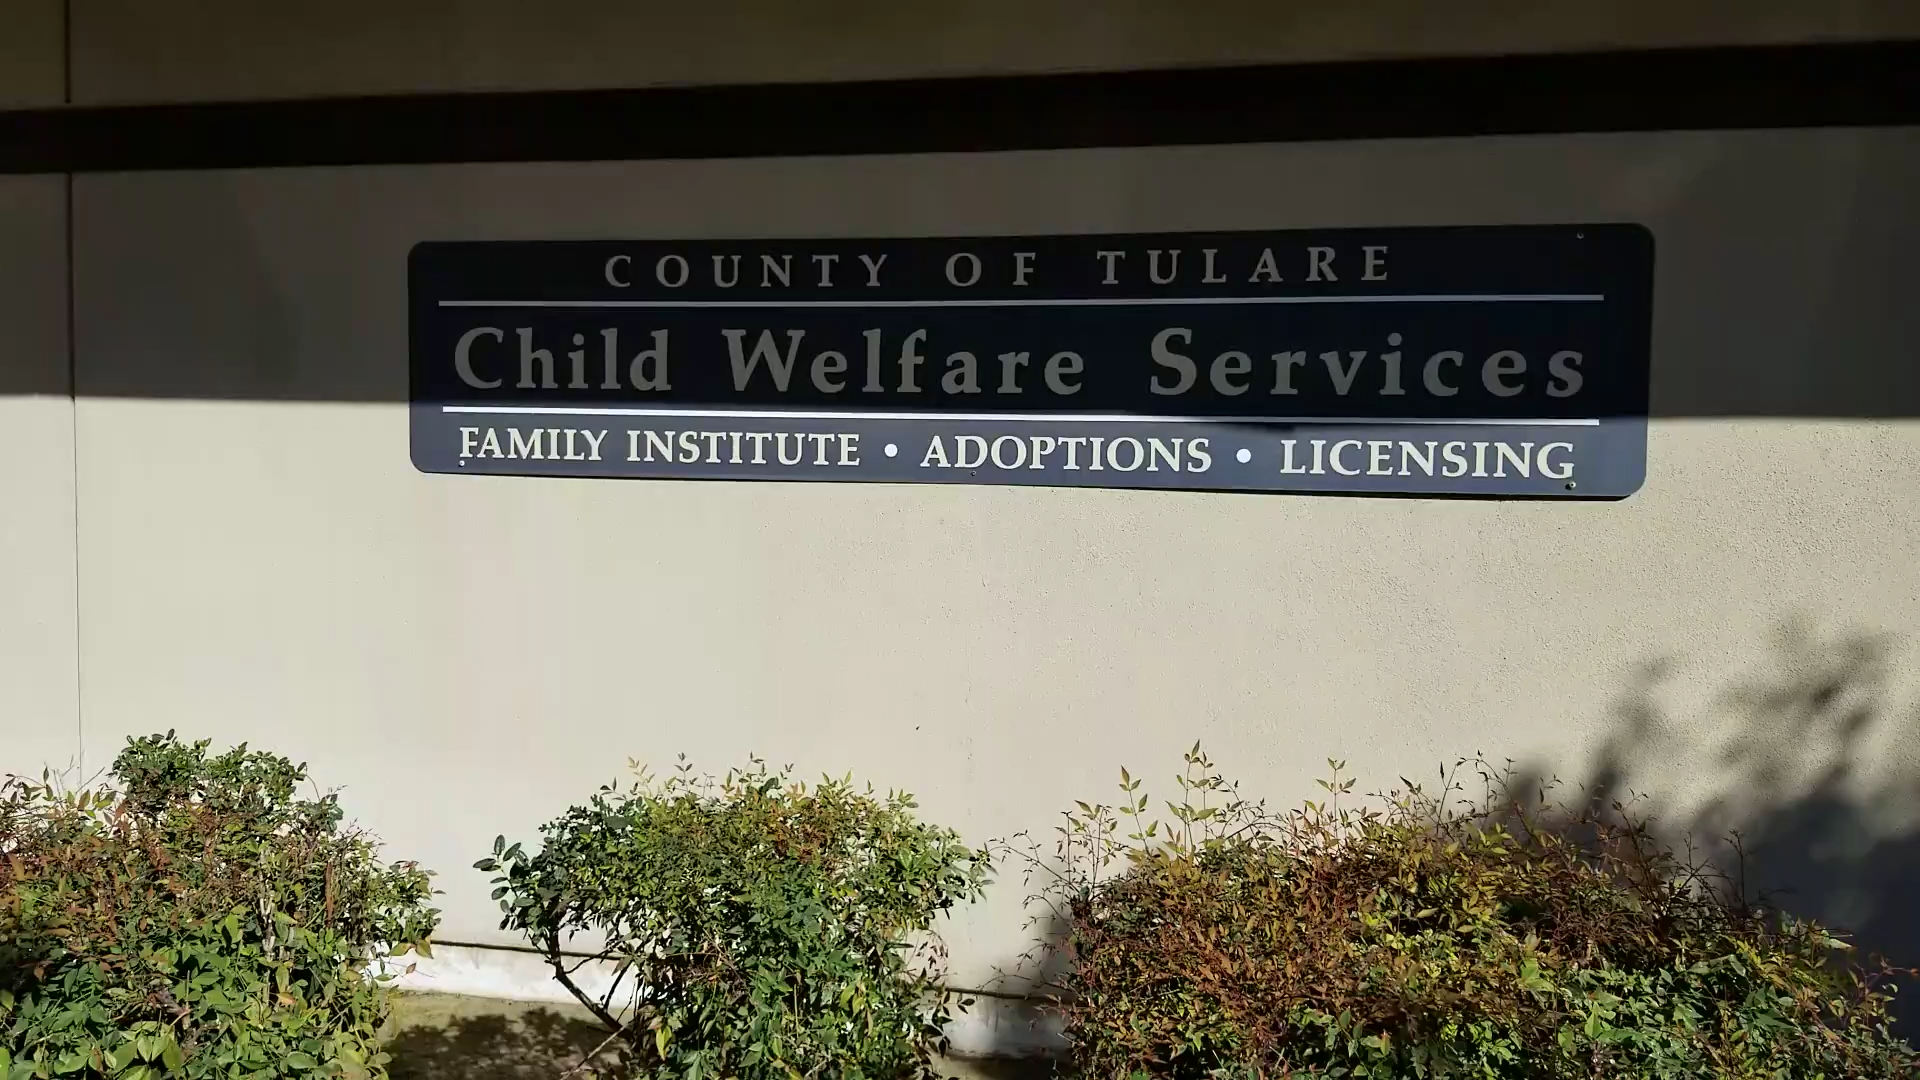 COUNTY OF TULARE
Child Welfare Services
FAMILY INSTITUTE • ADOPTIONS • LICENSING